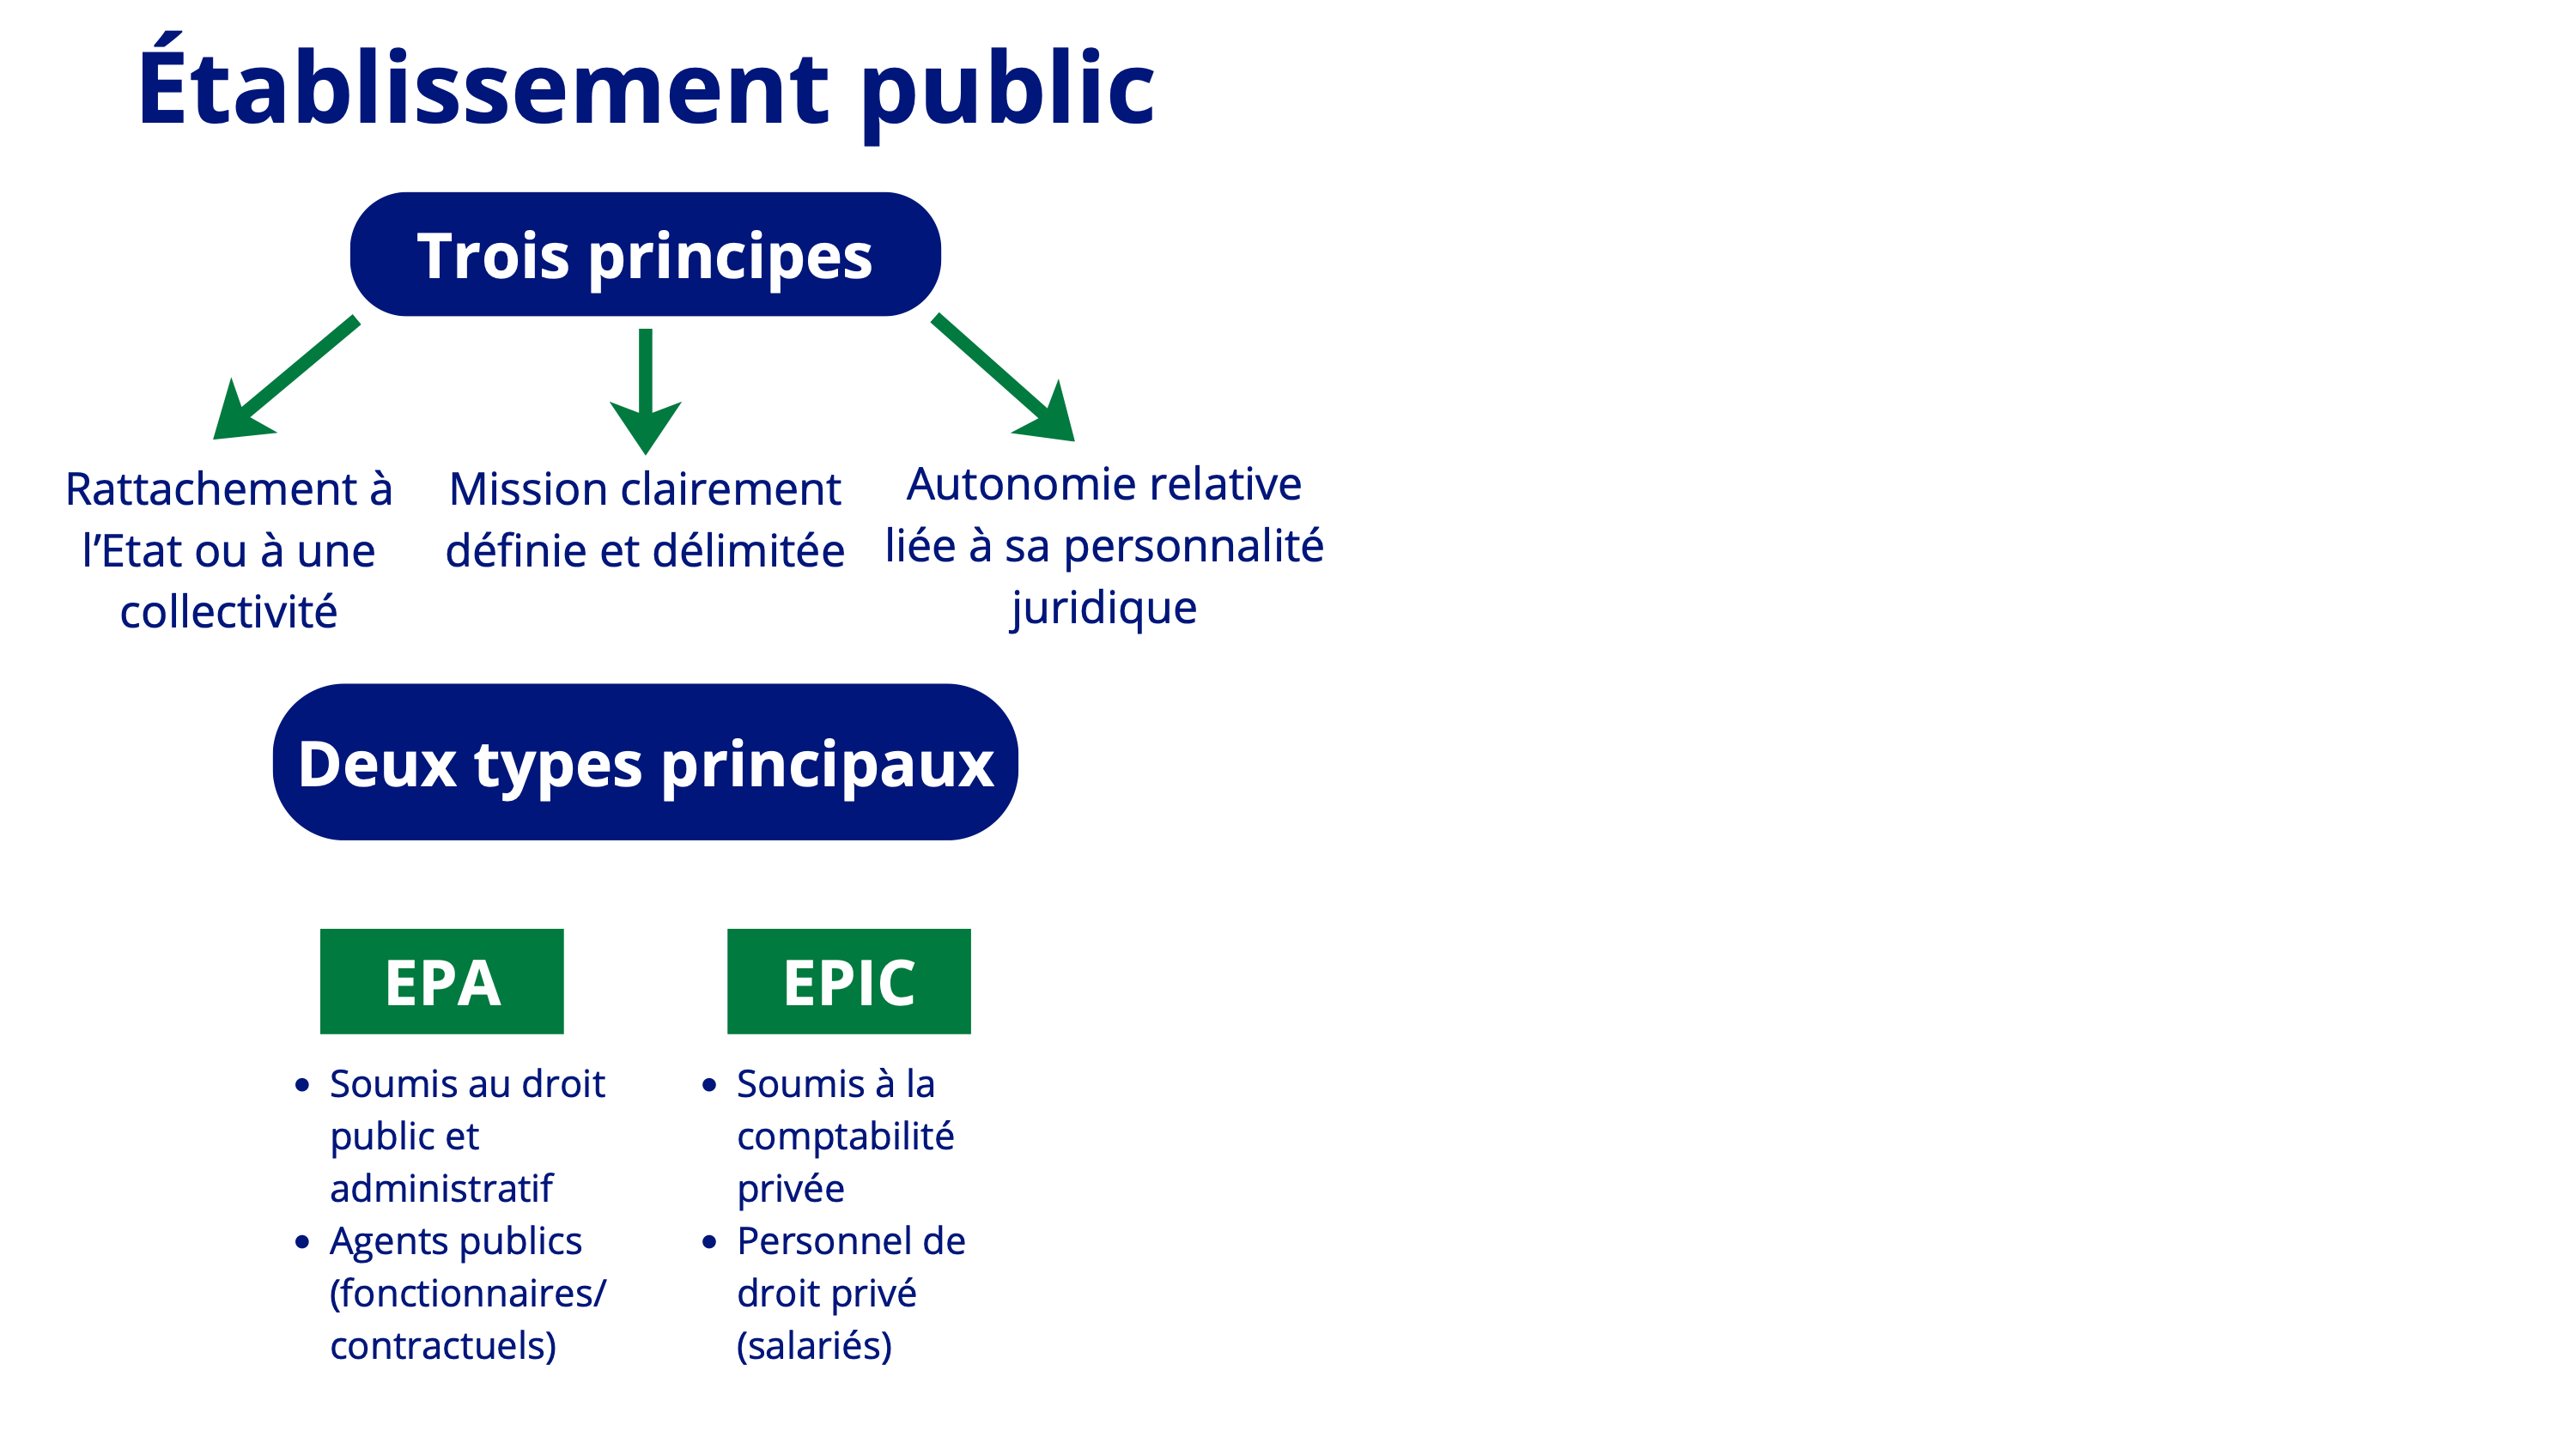 Établissement public
Trois principes
Rattachement à
l’Etat ou à une
collectivité
Mission clairement
définie et délimitée
Autonomie relative
liée à sa personnalité
juridique
Deux types principaux
EPA
• Soumis au droit
public et
administratif
• Agents publics
(fonctionnaires/
contractuels)
EPIC
• Soumis à la
comptabilité
privée
• Personnel de
droit privé
(salariés)